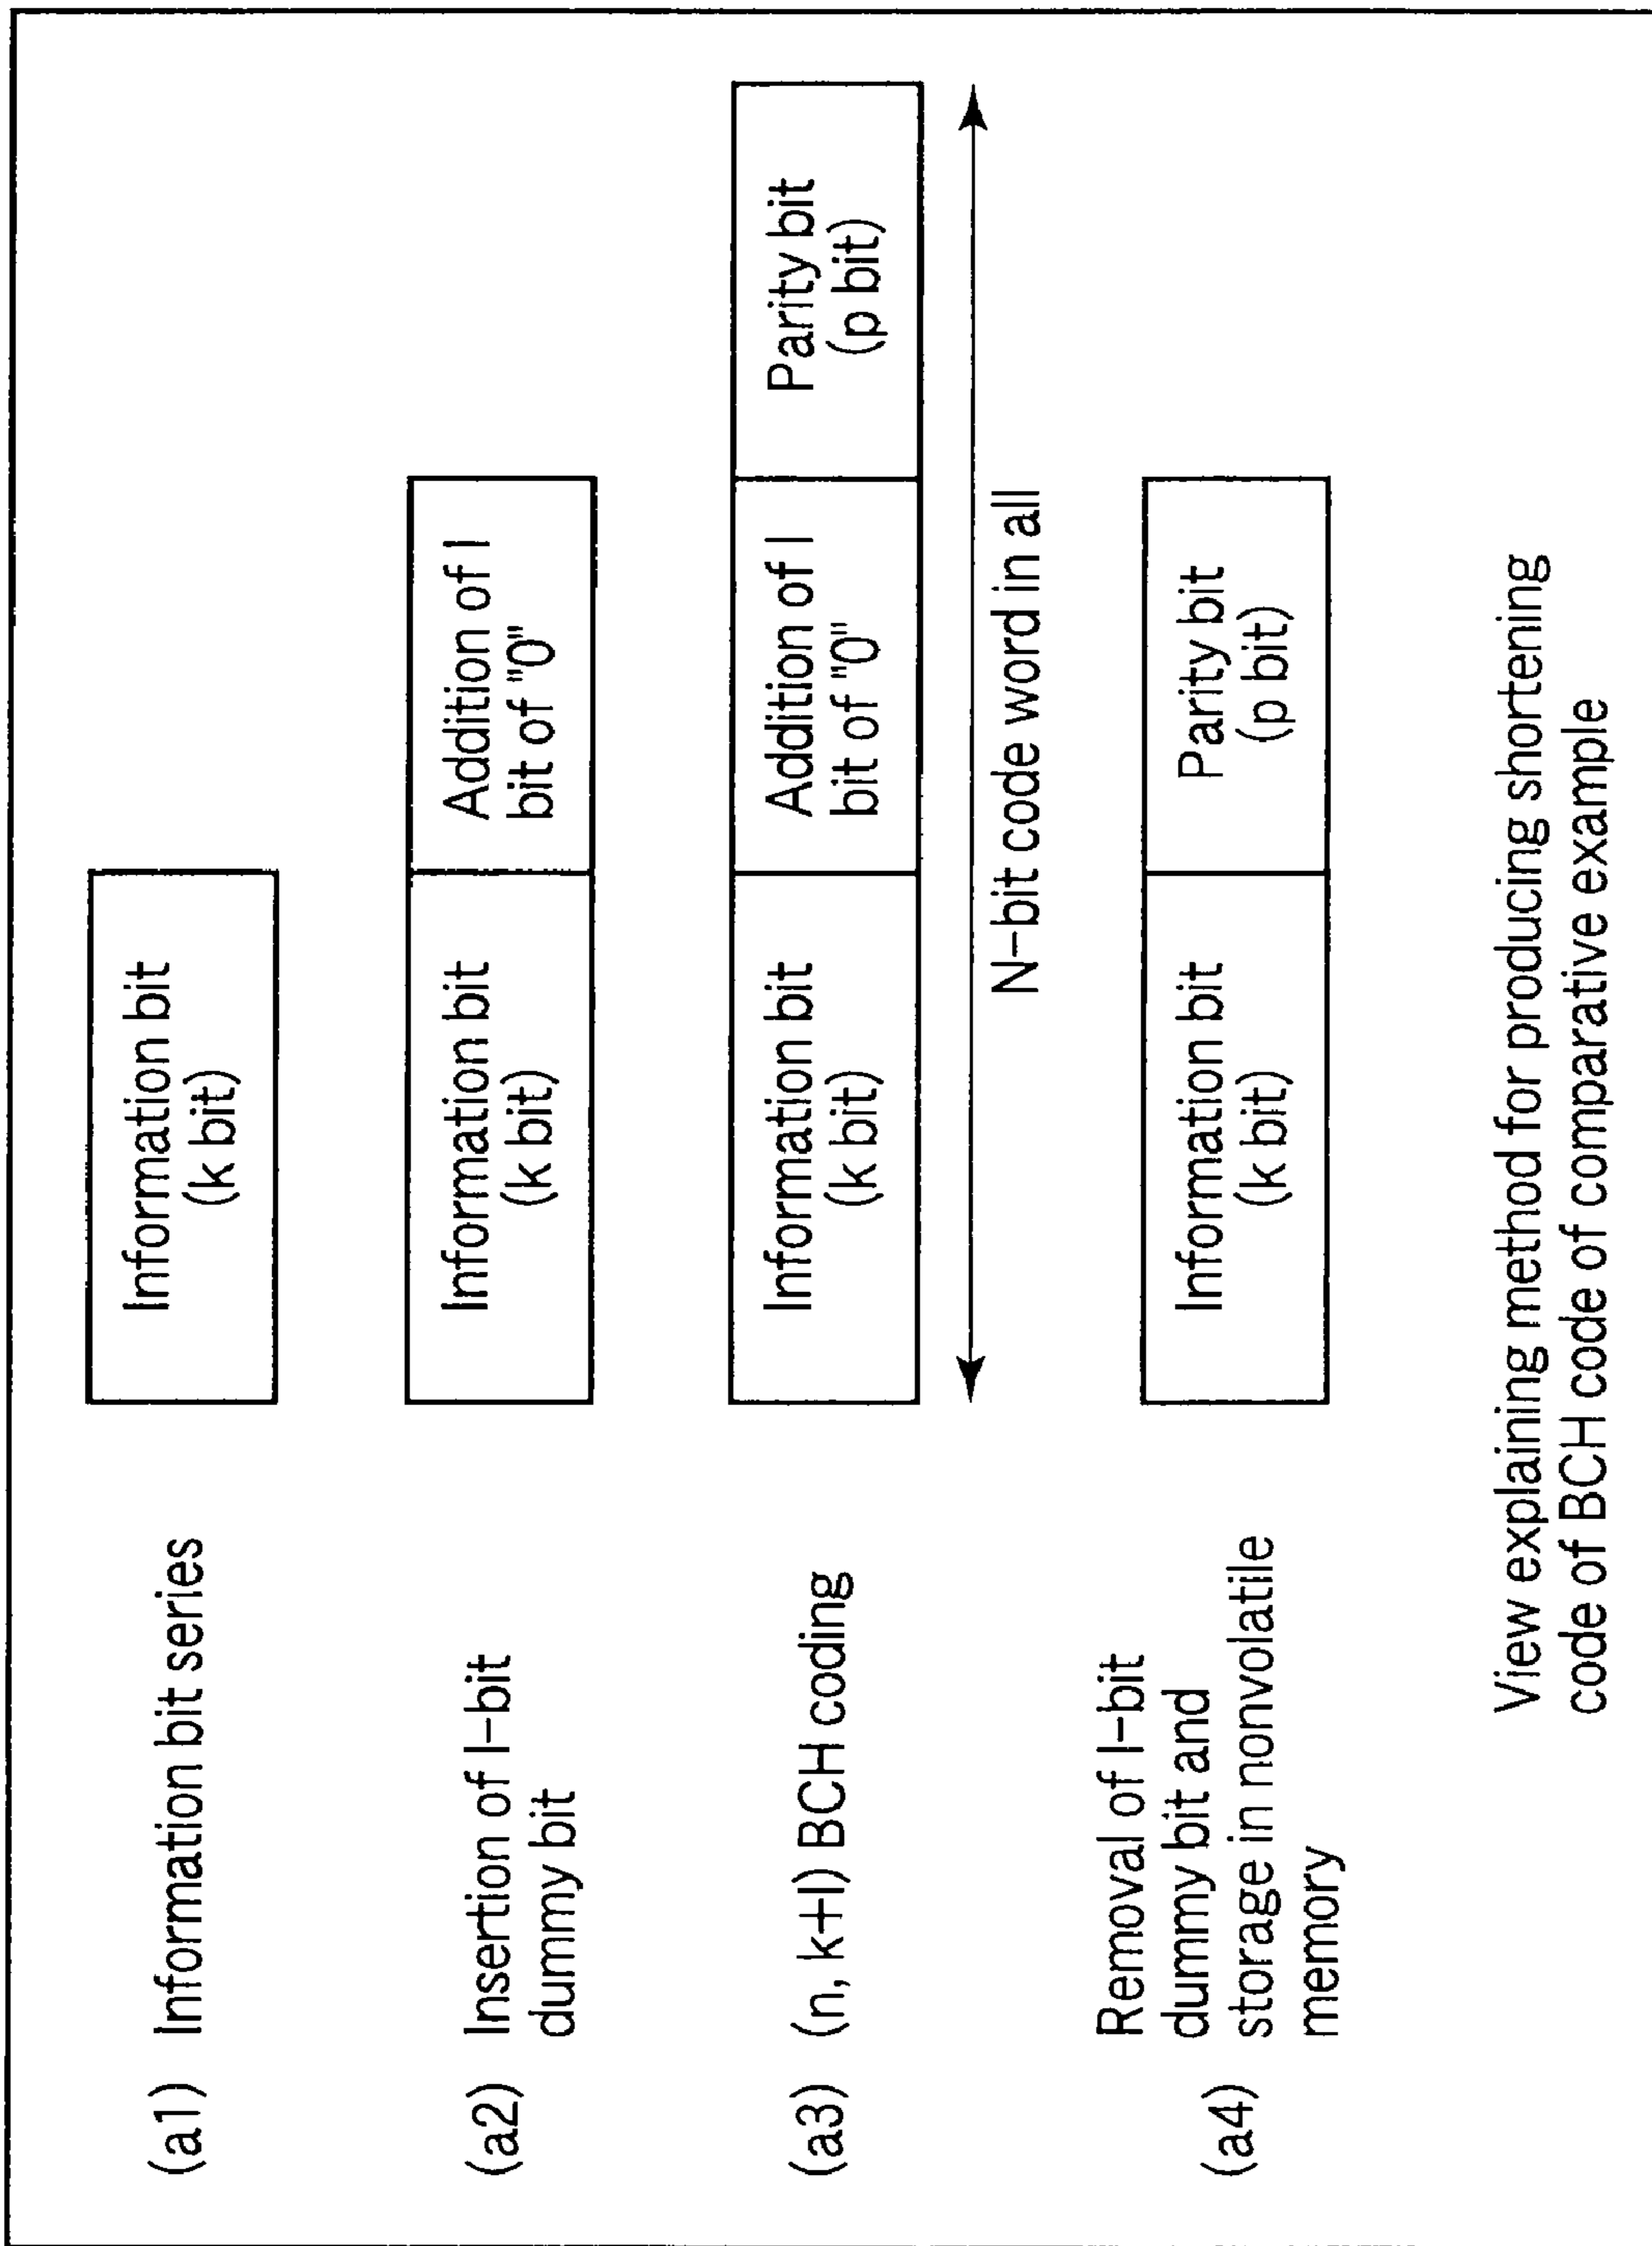 (a1) Information bit series
Information bit
(k bit)
(a2) Insertion of l-bit
dummy bit
Information bit
(k bit)
Addition of l
bit of "0"
(a3) (n, k+l) BCH coding
Information bit
(k bit)
Addition of l
bit of "0"
Parity bit
(p bit)
N-bit code word in all
(a4) Removal of l-bit
dummy bit and
storage in nonvolatile
memory
Information bit
(k bit)
Parity bit
(p bit)
View explaining method for producing shortening
code of BCH code of comparative example